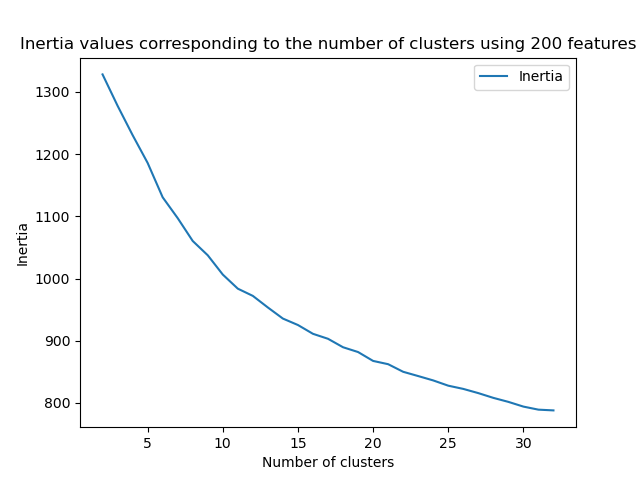 Inertia values corresponding to the number of clusters using 200 features
Inertia
1300
1200
1100
1000
900
800
Inertia
5 10 15 20 25 30
Number of clusters